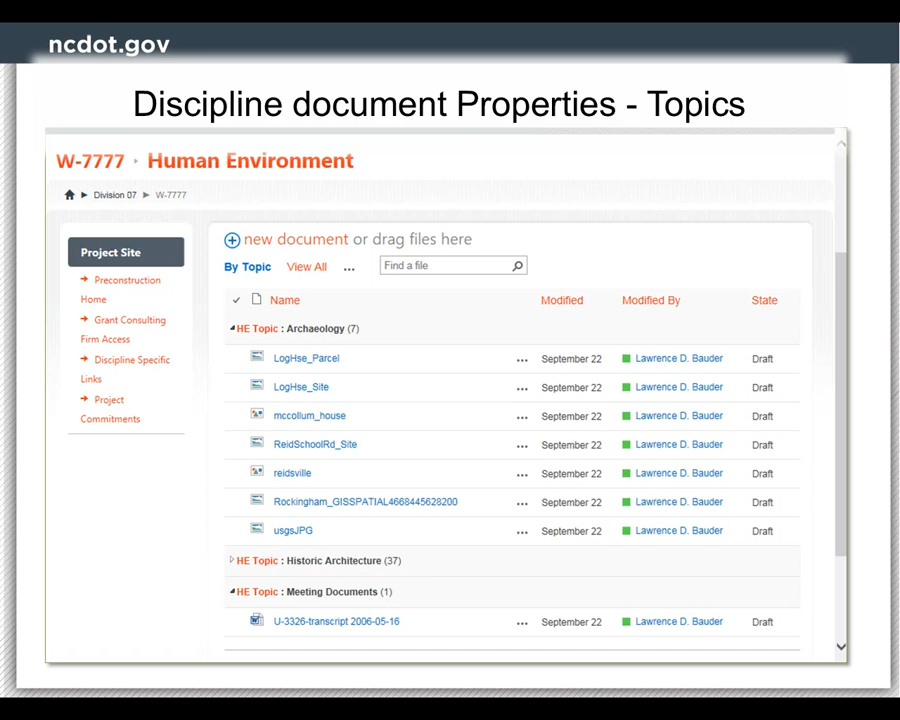 ncdot.gov
Discipline document Properties - Topics
W-7777 Human Environment
Division 07 W-7777
Project Site
Preconstruction
Home
Grant Consulting
Firm Access
Discipline Specific
Links
Project
Commitments
new document or drag files here
By Topic View All ... Find a file
Name Modified Modified By State
HE Topic : Archaeology (7)
LogHse_Parcel ... September 22 Lawrence D. Bauder Draft
LogHse_Site ... September 22 Lawrence D. Bauder Draft
mccollum_house ... September 22 Lawrence D. Bauder Draft
ReidSchoolRd_Site ... September 22 Lawrence D. Bauder Draft
reidsville ... September 22 Lawrence D. Bauder Draft
Rockingham_GISSPATIAL4668445628200 ... September 22 Lawrence D. Bauder Draft
usgsJPG ... September 22 Lawrence D. Bauder Draft
HE Topic : Historic Architecture (37)
HE Topic : Meeting Documents (1)
U-3326-transcript 2006-05-16 ... September 22 Lawrence D. Bauder Draft